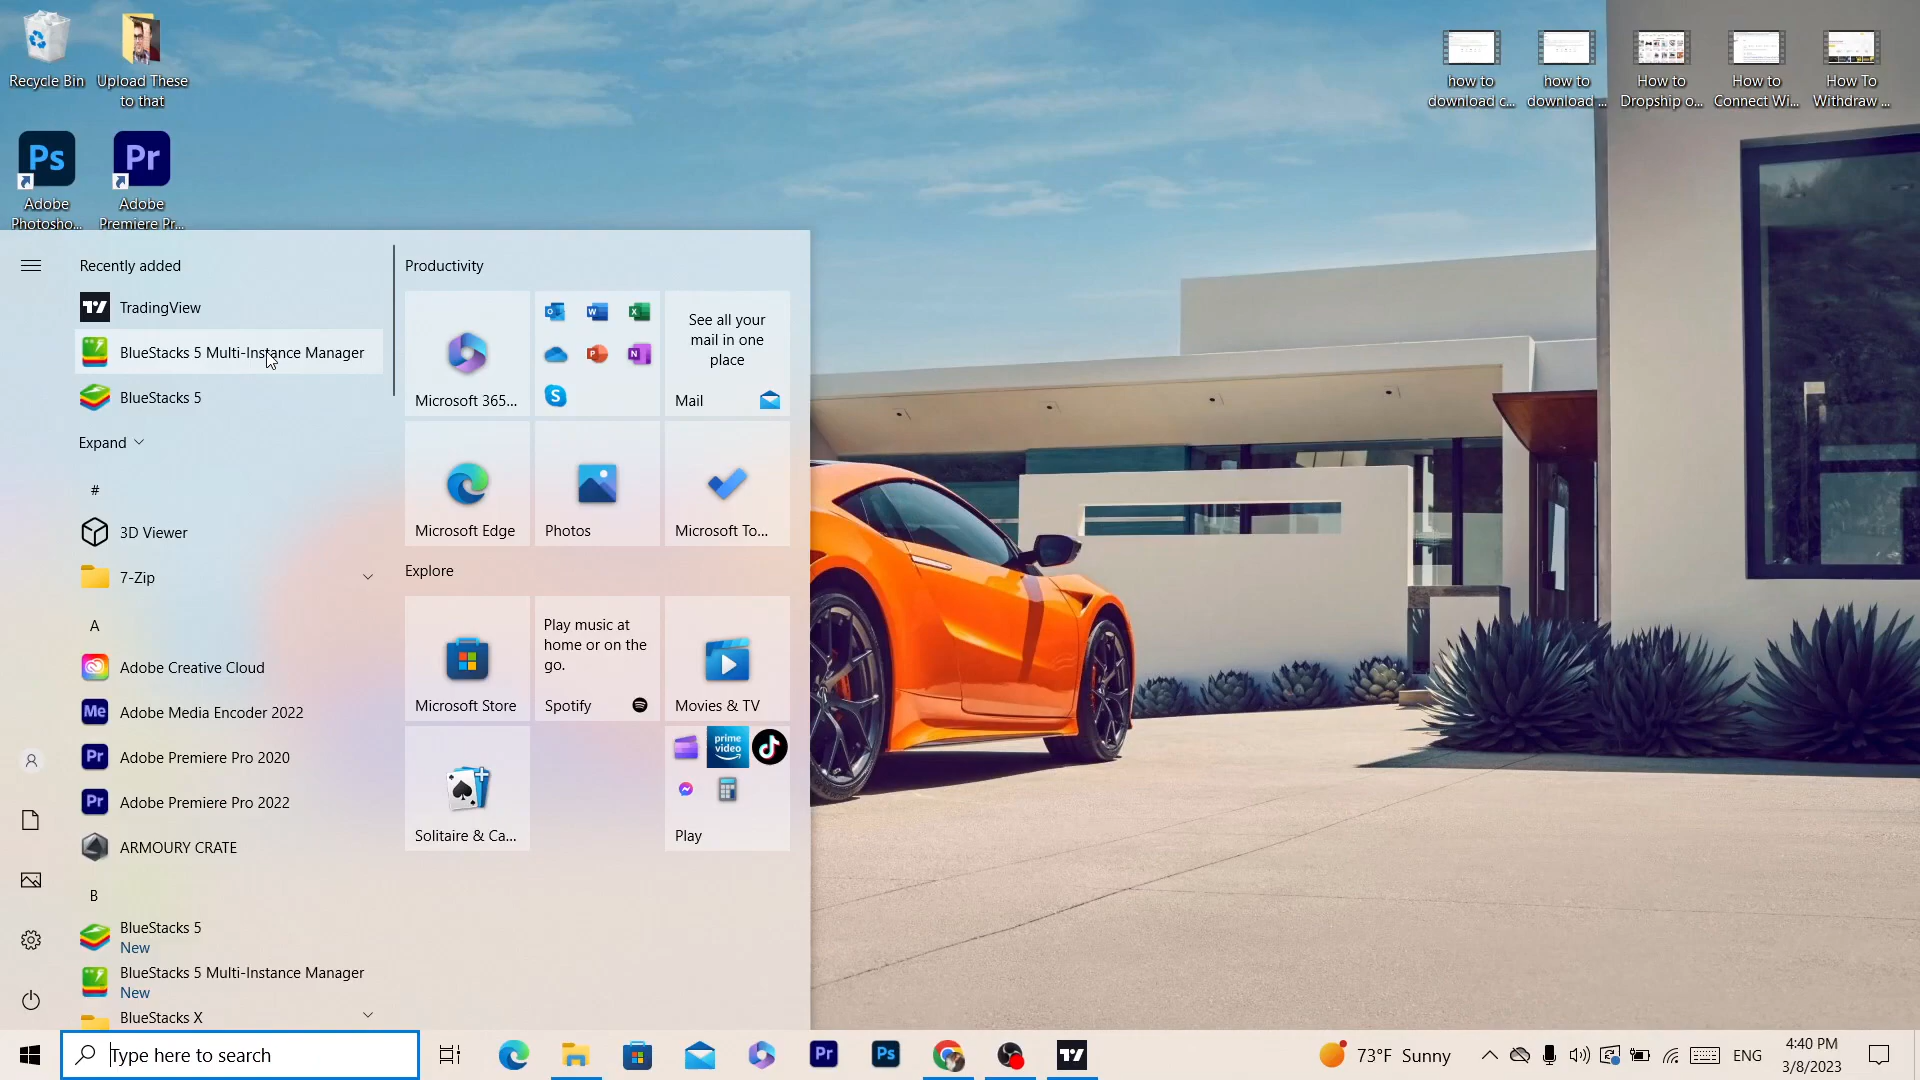 Recycle Bin
Upload These
to that
how to
download c...
how to
download ...
How to
Dropship o...
How to
Connect Wi...
How To
Withdraw ...
Ps
Adobe
Photosho...
Pr
Adobe
Premiere Pr...
Recently added
TradingView
BlueStacks 5 Multi-Instance Manager
BlueStacks 5
Expand
#
3D Viewer
7-Zip
A
Adobe Creative Cloud
Me
Adobe Media Encoder 2022
Pr
Adobe Premiere Pro 2020
Pr
Adobe Premiere Pro 2022
ARMOURY CRATE
B
BlueStacks 5
New
BlueStacks 5 Multi-Instance Manager
New
BlueStacks X
Productivity
Microsoft 365...
See all your
mail in one
place
Mail
Microsoft Edge
Photos
Microsoft To...
Explore
Microsoft Store
Play music at
home or on the
go.
Spotify
Movies & TV
Solitaire & Ca...
prime
video
Play
Type here to search
Pr
Ps
73°F Sunny
ENG
4:40 PM
3/8/2023